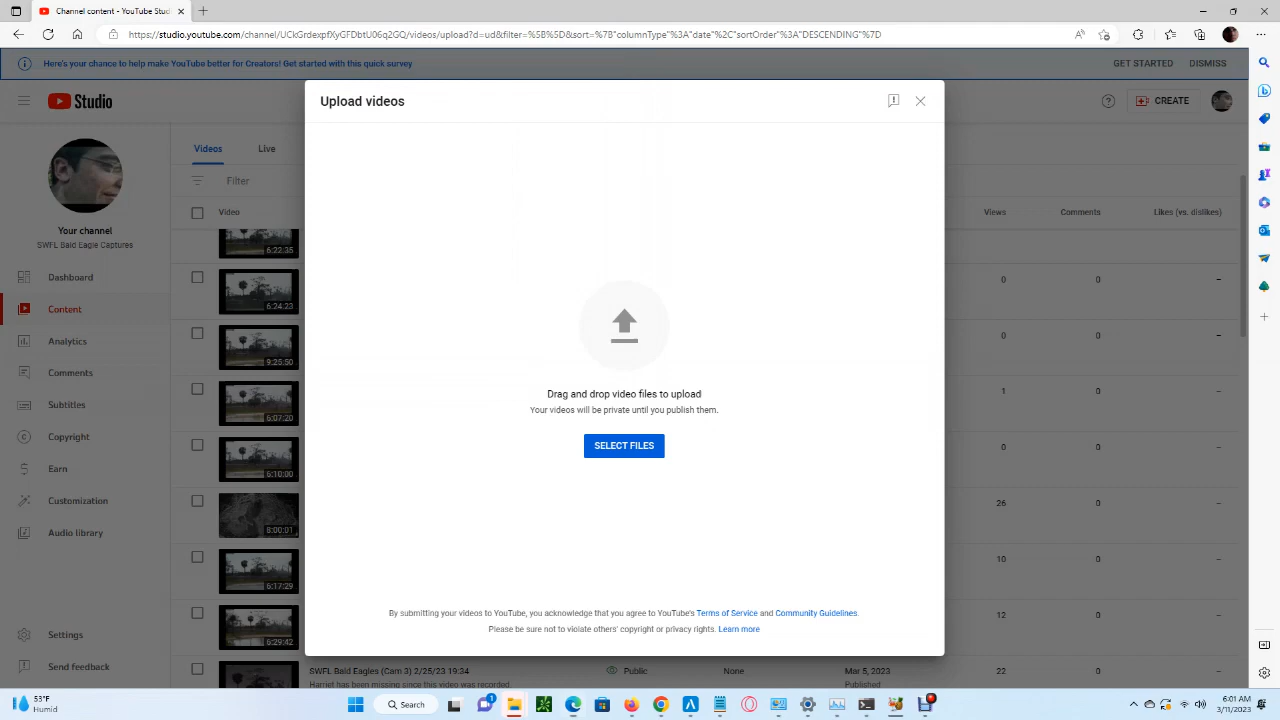 Channel content - YouTube Studi
https://studio.youtube.com/channel/UCkGrdexpfXyGFDbtU06q2GQ/videos/upload?d=ud&filter=%5B%5D&sort=%7B"columnType"%3A"date"%2C"sortOrder"%3A"DESCENDING"%7D
Here's your chance to help make YouTube better for Creators! Get started with this quick survey
GET STARTED
DISMISS
Studio
CREATE
Upload videos
Your channel
SWFL Bald Eagle Captures
Dashboard
Content
Analytics
Comments
Subtitles
Copyright
Earn
Customization
Audio library
Settings
Send feedback
Videos
Live
Filter
Video
Views
Comments
Likes (vs. dislikes)
6:22:35
6:24:23
0
0
–
9:25:50
0
0
–
6:07:20
1
0
–
6:10:00
0
0
–
8:00:01
26
0
–
6:17:29
10
0
–
6:29:42
12
0
–
Drag and drop video files to upload
Your videos will be private until you publish them.
SELECT FILES
By submitting your videos to YouTube, you acknowledge that you agree to YouTube's Terms of Service and Community Guidelines.
Please be sure not to violate others' copyright or privacy rights. Learn more
SWFL Bald Eagles (Cam 3) 2/25/23 19:34
Public
None
Mar 5, 2023
22
0
–
Harriet has been missing since this video was recorded.
Published
53°F
Humid
Search
1
6:01 AM
3/11/2023